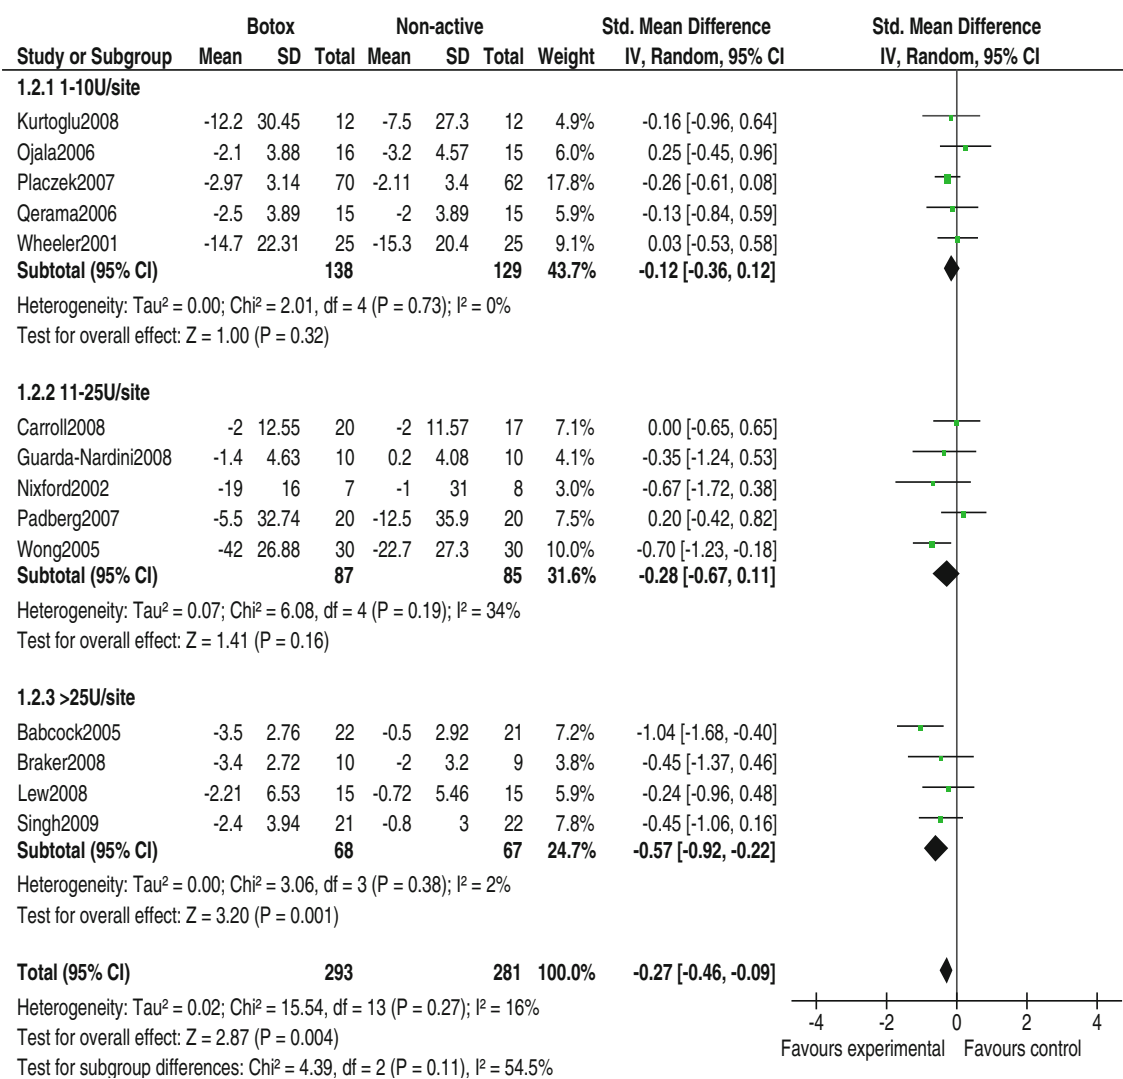 Botox Non-active Std. Mean Difference Std. Mean Difference
Study or Subgroup Mean SD Total Mean SD Total Weight IV, Random, 95% CI IV, Random, 95% CI
1.2.1 1-10U/site
Kurtoglu2008 -12.2 30.45 12 -7.5 27.3 12 4.9% -0.16 [-0.96, 0.64]
Ojala2006 -2.1 3.88 16 -3.2 4.57 15 6.0% 0.25 [-0.45, 0.96]
Placzek2007 -2.97 3.14 70 -2.11 3.4 62 17.8% -0.26 [-0.61, 0.08]
Qerama2006 -2.5 3.89 15 -2 3.89 15 5.9% -0.13 [-0.84, 0.59]
Wheeler2001 -14.7 22.31 25 -15.3 20.4 25 9.1% 0.03 [-0.53, 0.58]
Subtotal (95% CI) 138 129 43.7% -0.12 [-0.36, 0.12]
Heterogeneity: Tau² = 0.00; Chi² = 2.01, df = 4 (P = 0.73); I² = 0%
Test for overall effect: Z = 1.00 (P = 0.32)
1.2.2 11-25U/site
Carroll2008 -2 12.55 20 -2 11.57 17 7.1% 0.00 [-0.65, 0.65]
Guarda-Nardini2008 -1.4 4.63 10 0.2 4.08 10 4.1% -0.35 [-1.24, 0.53]
Nixford2002 -19 16 7 -1 31 8 3.0% -0.67 [-1.72, 0.38]
Padberg2007 -5.5 32.74 20 -12.5 35.9 20 7.5% 0.20 [-0.42, 0.82]
Wong2005 -42 26.88 30 -22.7 27.3 30 10.0% -0.70 [-1.23, -0.18]
Subtotal (95% CI) 87 85 31.6% -0.28 [-0.67, 0.11]
Heterogeneity: Tau² = 0.07; Chi² = 6.08, df = 4 (P = 0.19); I² = 34%
Test for overall effect: Z = 1.41 (P = 0.16)
1.2.3 >25U/site
Babcock2005 -3.5 2.76 22 -0.5 2.92 21 7.2% -1.04 [-1.68, -0.40]
Braker2008 -3.4 2.72 10 -2 3.2 9 3.8% -0.45 [-1.37, 0.46]
Lew2008 -2.21 6.53 15 -0.72 5.46 15 5.9% -0.24 [-0.96, 0.48]
Singh2009 -2.4 3.94 21 -0.8 3 22 7.8% -0.45 [-1.06, 0.16]
Subtotal (95% CI) 68 67 24.7% -0.57 [-0.92, -0.22]
Heterogeneity: Tau² = 0.00; Chi² = 3.06, df = 3 (P = 0.38); I² = 2%
Test for overall effect: Z = 3.20 (P = 0.001)
Total (95% CI) 293 281 100.0% -0.27 [-0.46, -0.09]
Heterogeneity: Tau² = 0.02; Chi² = 15.54, df = 13 (P = 0.27); I² = 16%
Test for overall effect: Z = 2.87 (P = 0.004)
Test for subgroup differences: Chi² = 4.39, df = 2 (P = 0.11), I² = 54.5%
-4 -2 0 2 4
Favours experimental Favours control